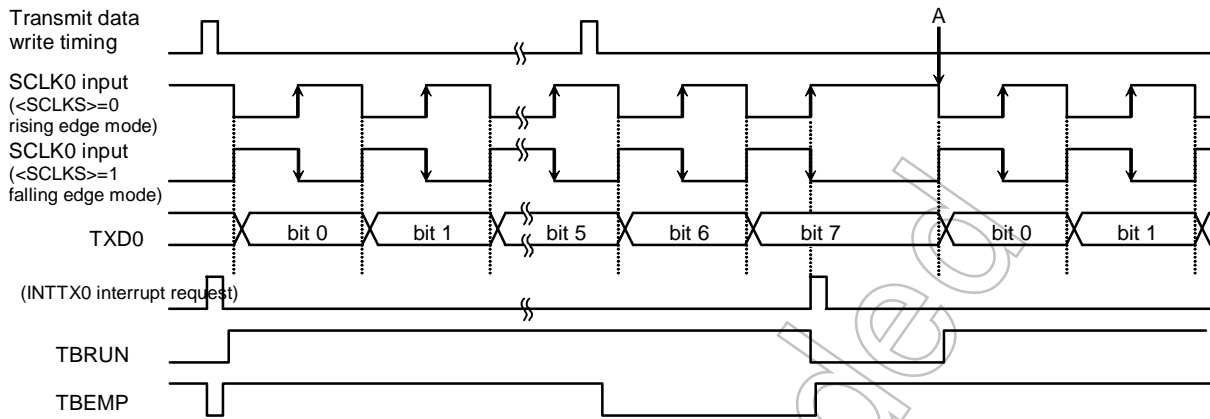 Transmit data
write timing
A
SCLK0 input
(<SCLKS>=0
rising edge mode)
SCLK0 input
(<SCLKS>=1
falling edge mode)
TXD0
bit 0
bit 1
bit 5
bit 6
bit 7
bit 0
bit 1
(INTTX0 interrupt request)
TBRUN
TBEMP
ded